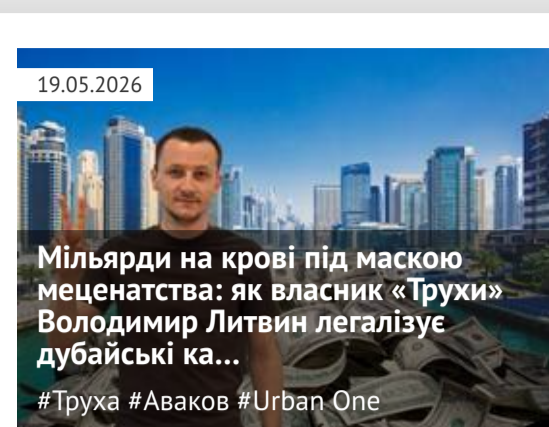 19.05.2026
Мільярди на крові під маскою
меценатства: як власник «Трухи»
Володимир Литвин легалізує
дубайські ка...
#Труха #Аваков #Urban One